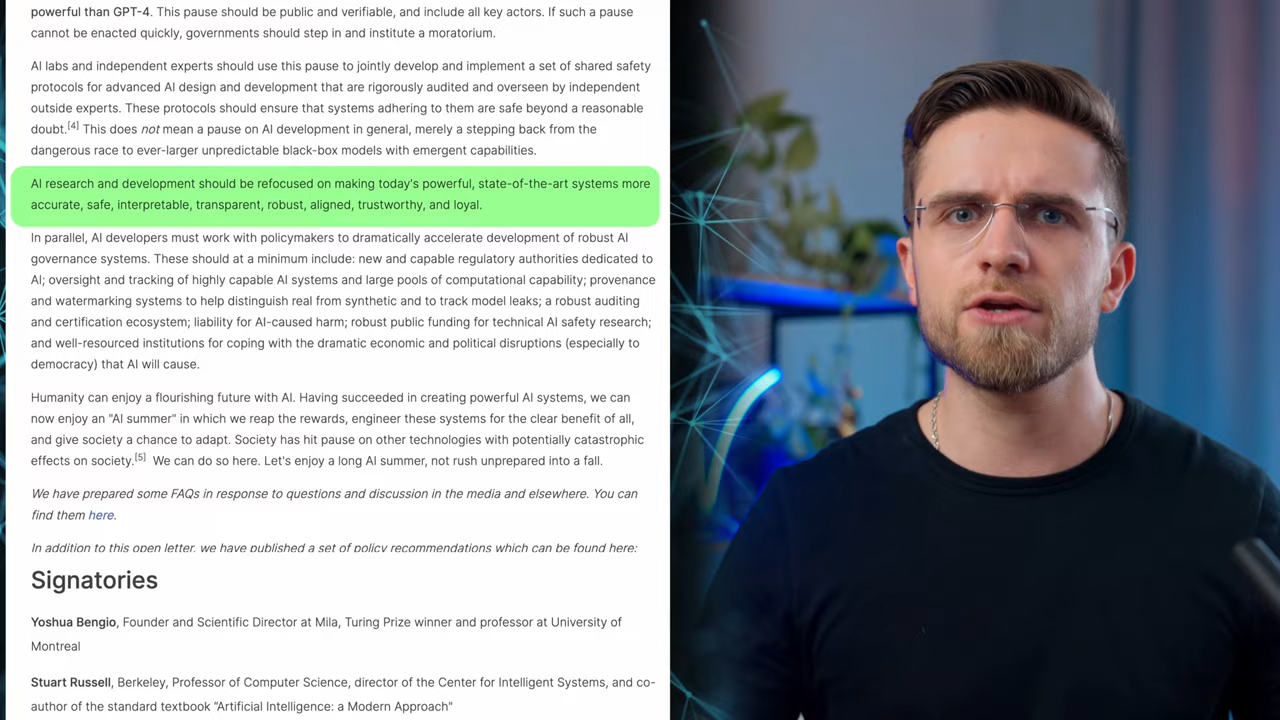 powerful than GPT-4. This pause should be public and verifiable, and include all key actors. If such a pause
cannot be enacted quickly, governments should step in and institute a moratorium.
AI labs and independent experts should use this pause to jointly develop and implement a set of shared safety
protocols for advanced AI design and development that are rigorously audited and overseen by independent
outside experts. These protocols should ensure that systems adhering to them are safe beyond a reasonable
doubt.[4] This does not mean a pause on AI development in general, merely a stepping back from the
dangerous race to ever-larger unpredictable black-box models with emergent capabilities.
AI research and development should be refocused on making today's powerful, state-of-the-art systems more
accurate, safe, interpretable, transparent, robust, aligned, trustworthy, and loyal.
In parallel, AI developers must work with policymakers to dramatically accelerate development of robust AI
governance systems. These should at a minimum include: new and capable regulatory authorities dedicated to
AI; oversight and tracking of highly capable AI systems and large pools of computational capability; provenance
and watermarking systems to help distinguish real from synthetic and to track model leaks; a robust auditing
and certification ecosystem; liability for AI-caused harm; robust public funding for technical AI safety research;
and well-resourced institutions for coping with the dramatic economic and political disruptions (especially to
democracy) that AI will cause.
Humanity can enjoy a flourishing future with AI. Having succeeded in creating powerful AI systems, we can
now enjoy an "AI summer" in which we reap the rewards, engineer these systems for the clear benefit of all,
and give society a chance to adapt. Society has hit pause on other technologies with potentially catastrophic
effects on society.[5] We can do so here. Let's enjoy a long AI summer, not rush unprepared into a fall.
We have prepared some FAQs in response to questions and discussion in the media and elsewhere. You can
find them here.
In addition to this open letter, we have published a set of policy recommendations which can be found here:
Signatories
Yoshua Bengio, Founder and Scientific Director at Mila, Turing Prize winner and professor at University of
Montreal
Stuart Russell, Berkeley, Professor of Computer Science, director of the Center for Intelligent Systems, and co-
author of the standard textbook "Artificial Intelligence: a Modern Approach"